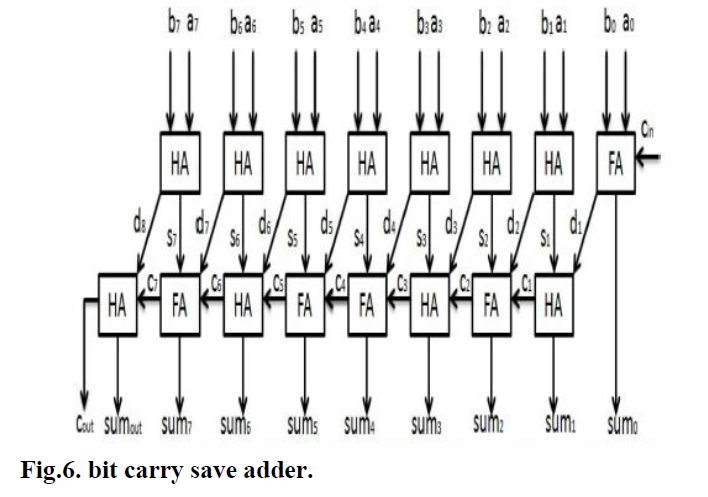 b₇ a₇ b₆ a₆ b₅ a₅ b₄ a₄ b₃ a₃ b₂ a₂ b₁ a₁ b₀ a₀
Cin
HA HA HA HA HA HA HA FA
d₈ S₇ d₇ S₆ d₆ S₅ d₅ S₄ d₄ S₃ d₃ S₂ d₂ S₁ d₁
C₇ C₆ C₅ C₄ C₃ C₂ C₁
HA FA HA FA FA HA FA HA
Cout sumout sum₇ sum₆ sum₅ sum₄ sum₃ sum₂ sum₁ sum₀
Fig.6. bit carry save adder.